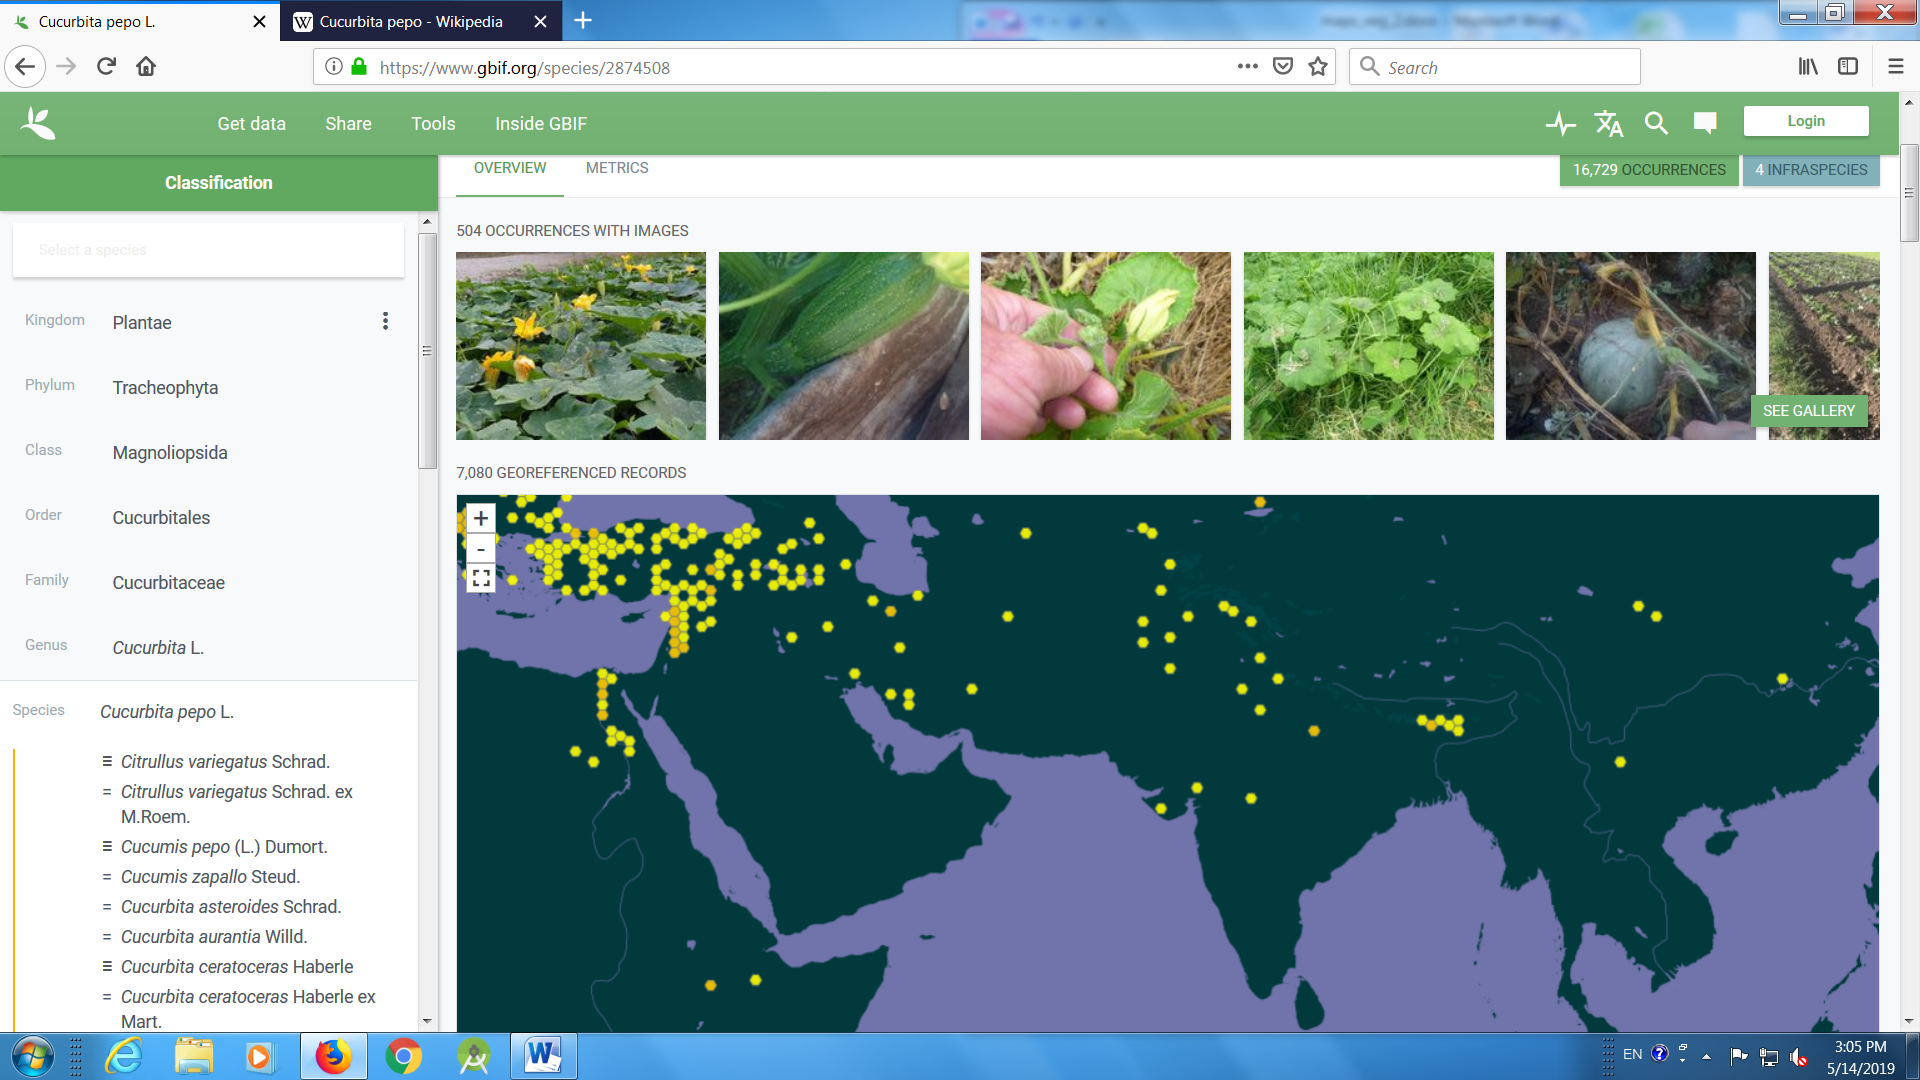 Cucurbita pepo L.
Cucurbita pepo - Wikipedia
https://www.gbif.org/species/2874508
Search
Get data
Share
Tools
Inside GBIF
Login
Classification
OVERVIEW
METRICS
16,729 OCCURRENCES
4 INFRASPECIES
Select a species
Kingdom Plantae
Phylum Tracheophyta
Class Magnoliopsida
Order Cucurbitales
Family Cucurbitaceae
Genus Cucurbita L.
Species Cucurbita pepo L.
≡ Citrullus variegatus Schrad.
= Citrullus variegatus Schrad. ex
M.Roem.
≡ Cucumis pepo (L.) Dumort.
= Cucumis zapallo Steud.
= Cucurbita asteroides Schrad.
= Cucurbita aurantia Willd.
≡ Cucurbita ceratoceras Haberle
= Cucurbita ceratoceras Haberle ex
Mart.
504 OCCURRENCES WITH IMAGES
SEE GALLERY
7,080 GEOREFERENCED RECORDS
+
-
EN
3:05 PM
5/14/2019